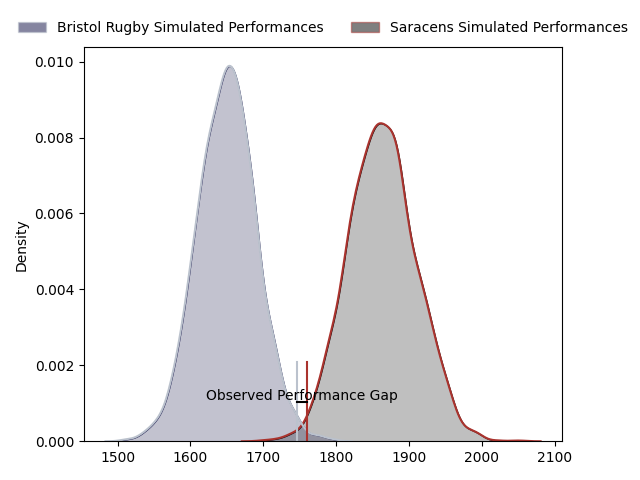 Bristol Rugby Simulated Performances Saracens Simulated Performances
0.010
0.008
0.006
0.004
0.002
0.000
Density
Observed Performance Gap
1500 1600 1700 1800 1900 2000 2100